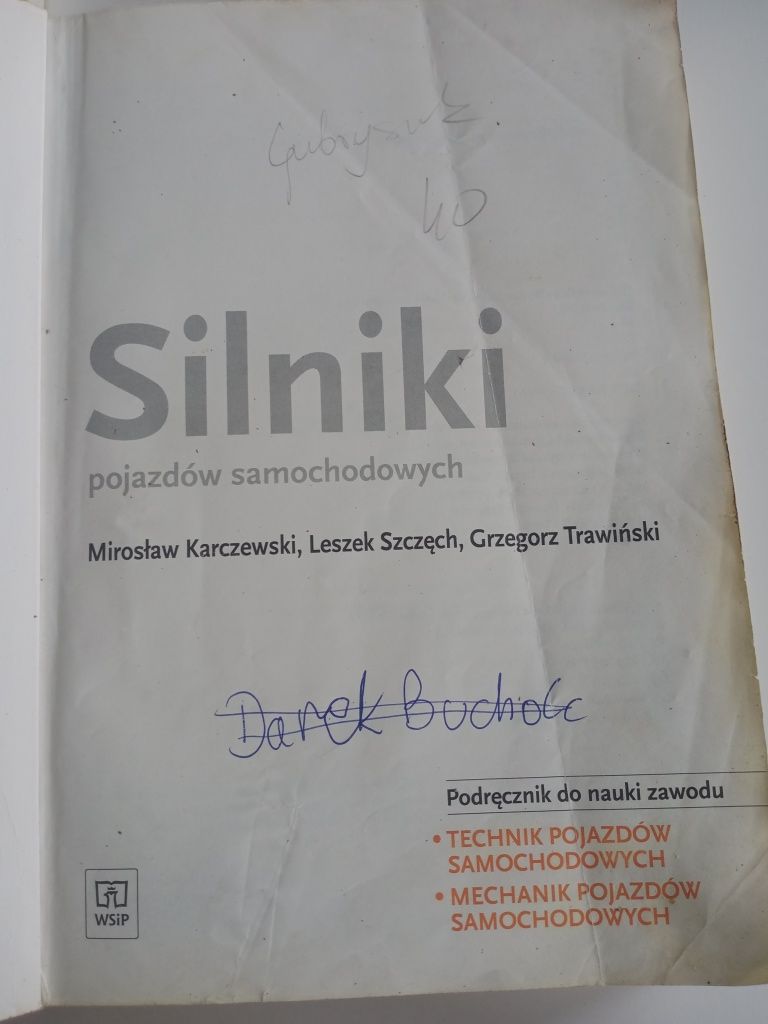 40
Silniki
pojazdów samochodowych
Mirosław Karczewski, Leszek Szczęch, Grzegorz Trawiński
Darek Bucholc
Podręcznik do nauki zawodu
• TECHNIK POJAZDÓW
SAMOCHODOWYCH
• MECHANIK POJAZDÓW
SAMOCHODOWYCH
WSiP